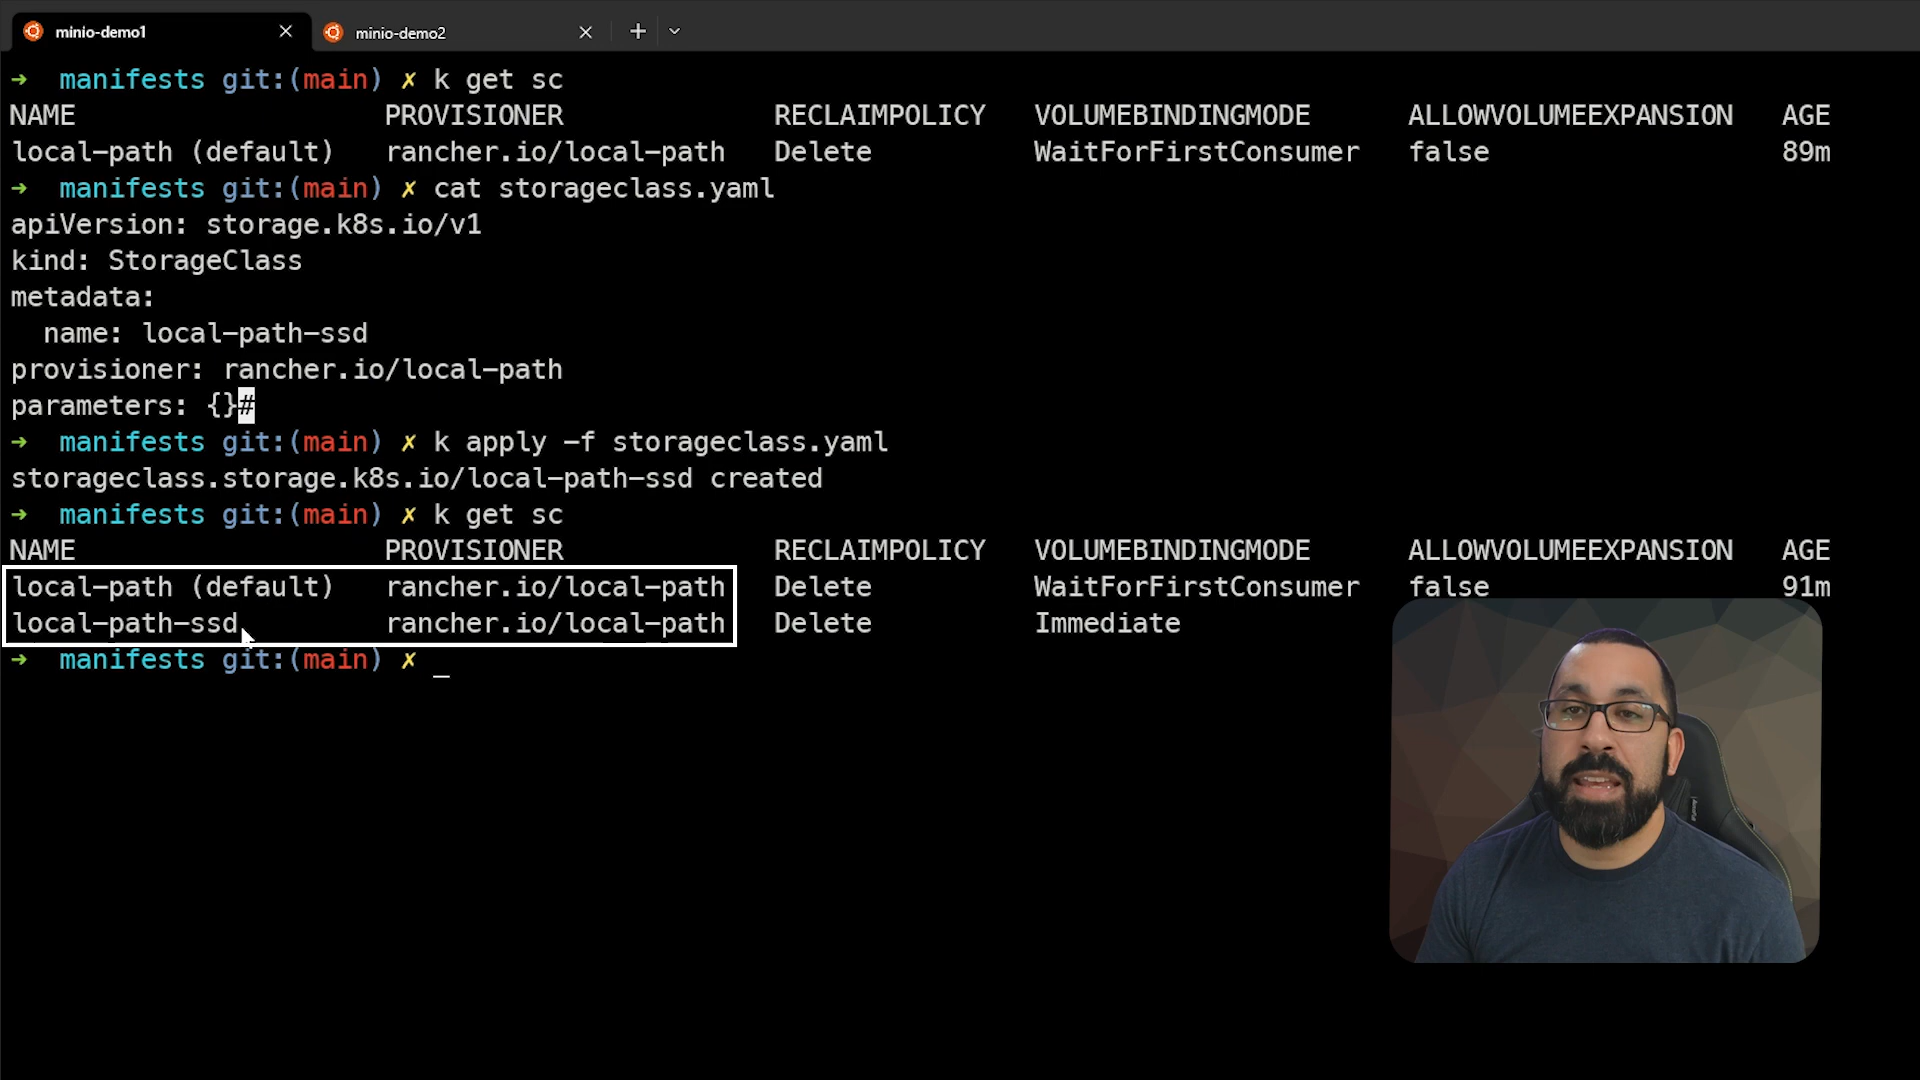 minio-demo1
minio-demo2
→ manifests git:(main) ✗ k get sc
NAME PROVISIONER RECLAIMPOLICY VOLUMEBINDINGMODE ALLOWVOLUMEEXPANSION AGE
local-path (default) rancher.io/local-path Delete WaitForFirstConsumer false 89m
→ manifests git:(main) ✗ cat storageclass.yaml
apiVersion: storage.k8s.io/v1
kind: StorageClass
metadata:
  name: local-path-ssd
provisioner: rancher.io/local-path
parameters: {}#
→ manifests git:(main) ✗ k apply -f storageclass.yaml
storageclass.storage.k8s.io/local-path-ssd created
→ manifests git:(main) ✗ k get sc
NAME PROVISIONER RECLAIMPOLICY VOLUMEBINDINGMODE ALLOWVOLUMEEXPANSION AGE
local-path (default) rancher.io/local-path Delete WaitForFirstConsumer false 91m
local-path-ssd rancher.io/local-path Delete Immediate
→ manifests git:(main) ✗ _